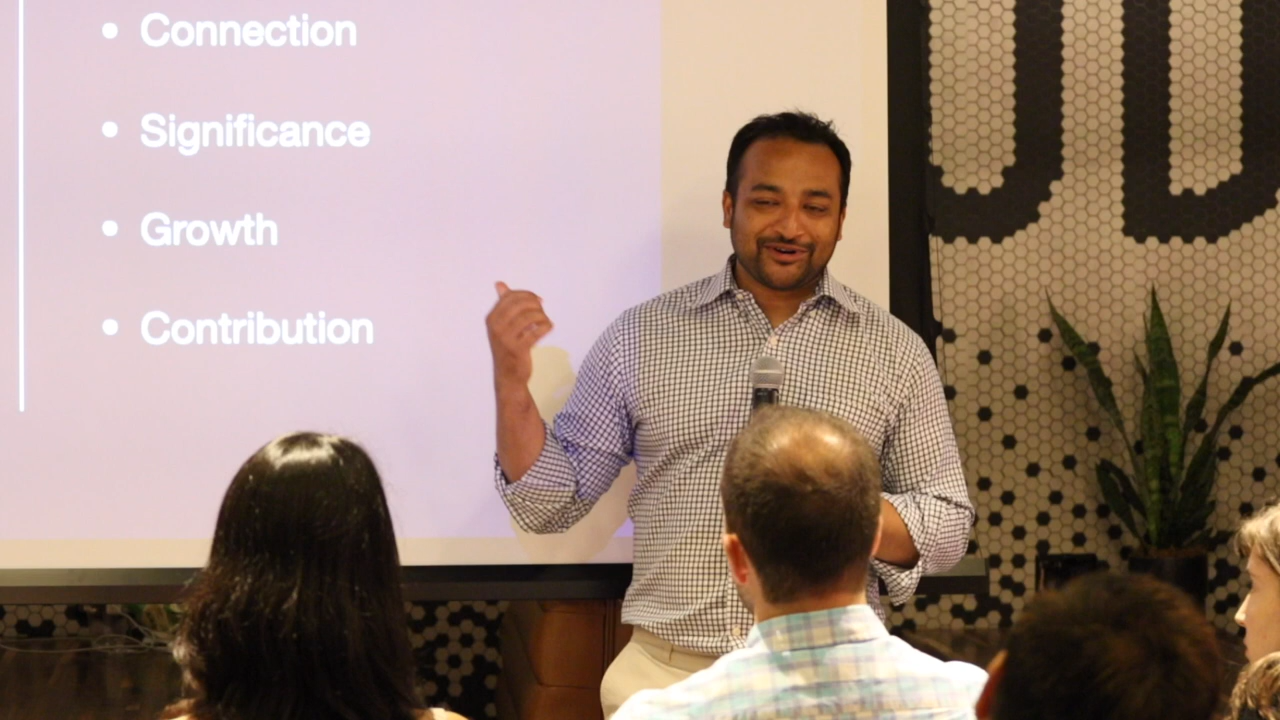 • Connection
• Significance
• Growth
• Contribution